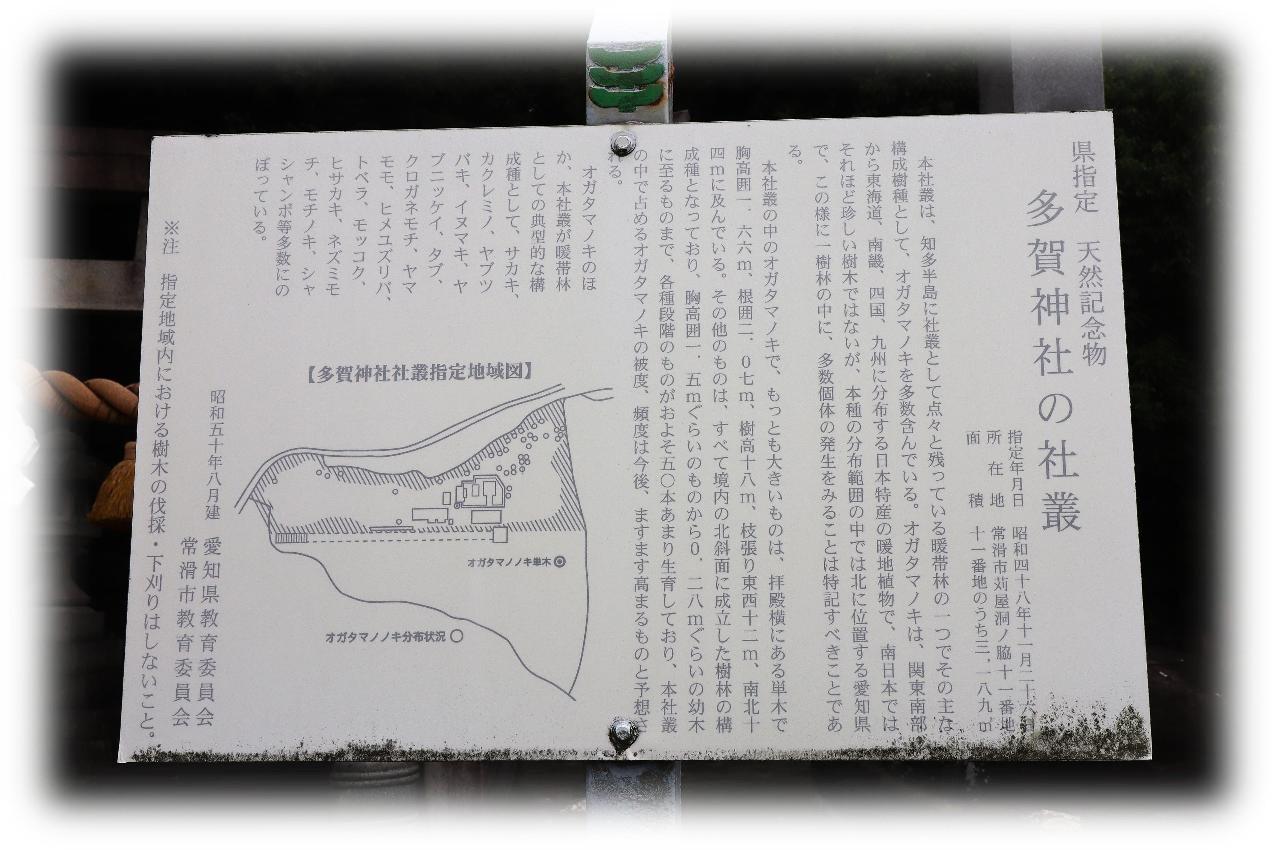 県指定　天然記念物
多賀神社の社叢
指定年月日　昭和四十八年十一月二十六日
所在地　常滑市苅屋洞ノ脇十一番地
面積　十一番地のうち三，一八九㎡
本社叢は、知多半島に社叢として点々と残っている暖帯林の一つでその主な
構成樹種として、オガタマノキを多数含んでいる。オガタマノキは、関東南部
から東海道、南畿、四国、九州に分布する日本特産の暖地植物で、南日本では
それほど珍しい樹木ではないが、本種の分布範囲の中では北に位置する愛知県
で、この様に一樹林の中に、多数個体の発生をみることは特記すべきことであ
る。
本社叢の中のオガタマノキで、もっとも大きいものは、拝殿横にある単木で
胸高囲一．六六ｍ、根囲二．０七ｍ、樹高十八ｍ、枝張り東西十二ｍ、南北十
四ｍに及んでいる。その他のものは、すべて境内の北斜面に成立した樹林の構
成種となっており、胸高囲一．五ｍぐらいのものから０．二八ｍぐらいの幼木
に至るものまで、各種段階のものがおよそ五〇本あまり生育しており、本社叢
の中で占めるオガタマノキの被度、頻度は今後、ますます高まるものと予想さ
れる。
オガタマノキのほ
か、本社叢が暖帯林
としての典型的な構
成種として、サカキ、
カクレミノ、ヤブツ
バキ、イヌマキ、ヤ
ブニッケイ、タブ、
クロガネモチ、ヤマ
モモ、ヒメユズリバ、
トベラ、モッコク、
ヒサカキ、ネズミモ
チ、モチノキ、シャ
シャンボ等多数にの
ぼっている。
【多賀神社社叢指定地域図】
オガタマノノキ単木◎
オガタマノノキ分布状況○
昭和五十年八月建
愛知県教育委員会
常滑市教育委員会
※注　指定地域内における樹木の伐採・下刈りはしないこと。